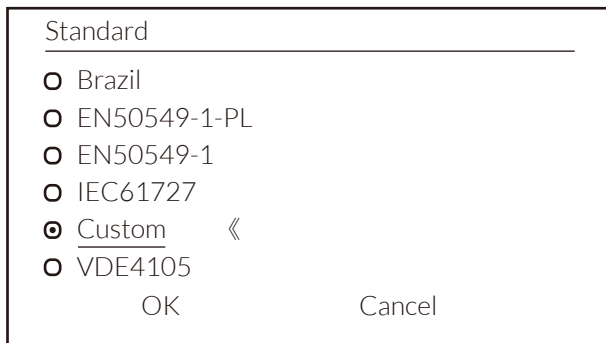 Standard
Brazil
EN50549-1-PL
EN50549-1
IEC61727
Custom 《
VDE4105
OK Cancel